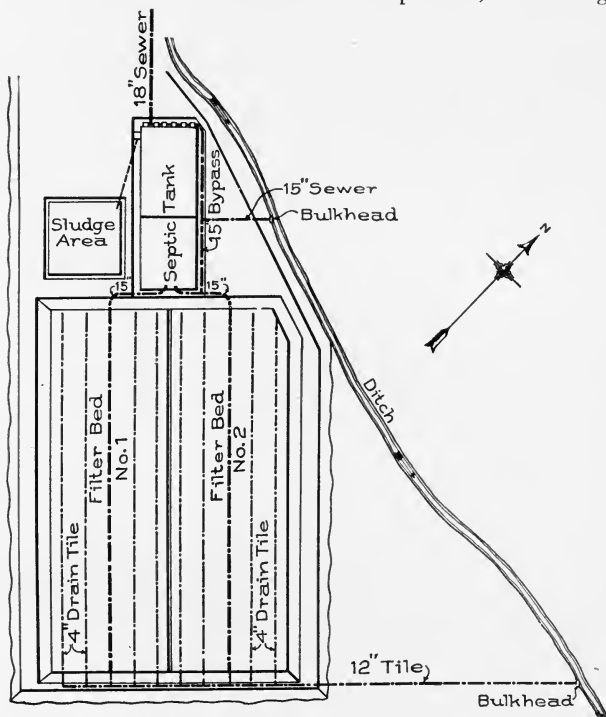 18" Sewer
15" Sewer
Bulkhead
15" Bypass
Septic Tank
Sludge
Area
N
15"
15"
Ditch
Filter Bed
No. 1
Filter Bed
No. 2
4" Drain Tile
4" Drain Tile
12" Tile
Bulkhead